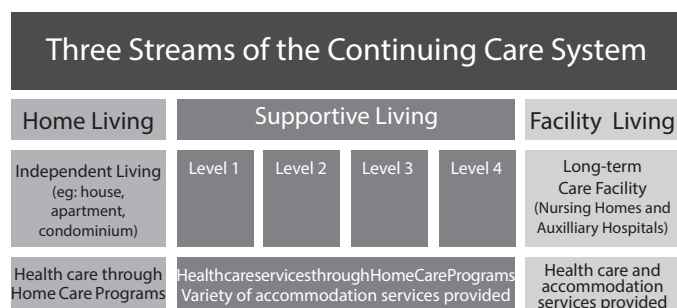 Three Streams of the Continuing Care System
Home Living
Supportive Living
Facility Living
Independent Living
(eg: house,
apartment,
condominium)
Level 1
Level 2
Level 3
Level 4
Long-term
Care Facility
(Nursing Homes and
Auxilliary Hospitals)
Health care through
Home Care Programs
HealthcareservicesthroughHomeCarePrograms
Variety of accommodation services provided
Health care and
accommodation
services provided